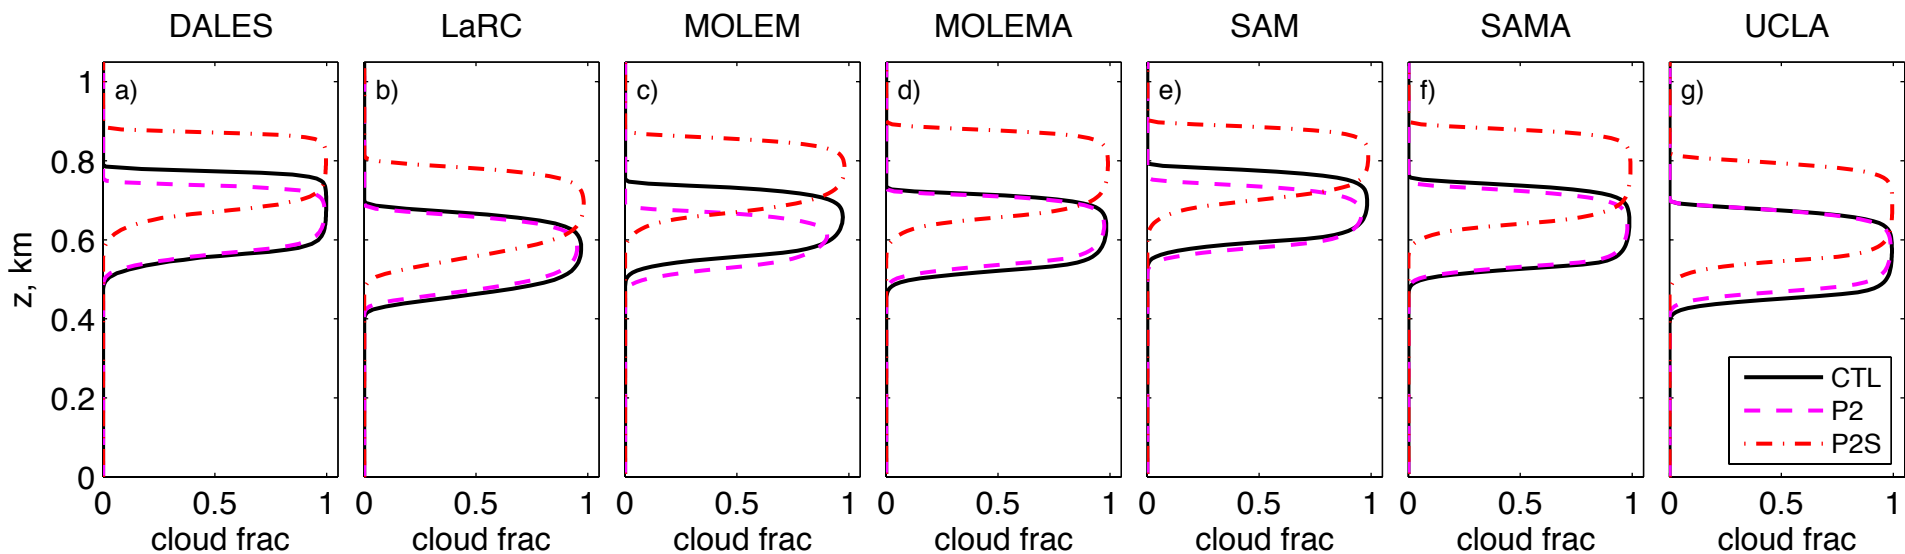 DALES LaRC MOLEM MOLEMA SAM SAMA UCLA
a) b) c) d) e) f) g)
z, km
1
0.8
0.6
0.4
0.2
0
CTL
P2
P2S
0 0.5 1 0 0.5 1 0 0.5 1 0 0.5 1 0 0.5 1 0 0.5 1 0 0.5 1
cloud frac cloud frac cloud frac cloud frac cloud frac cloud frac cloud frac